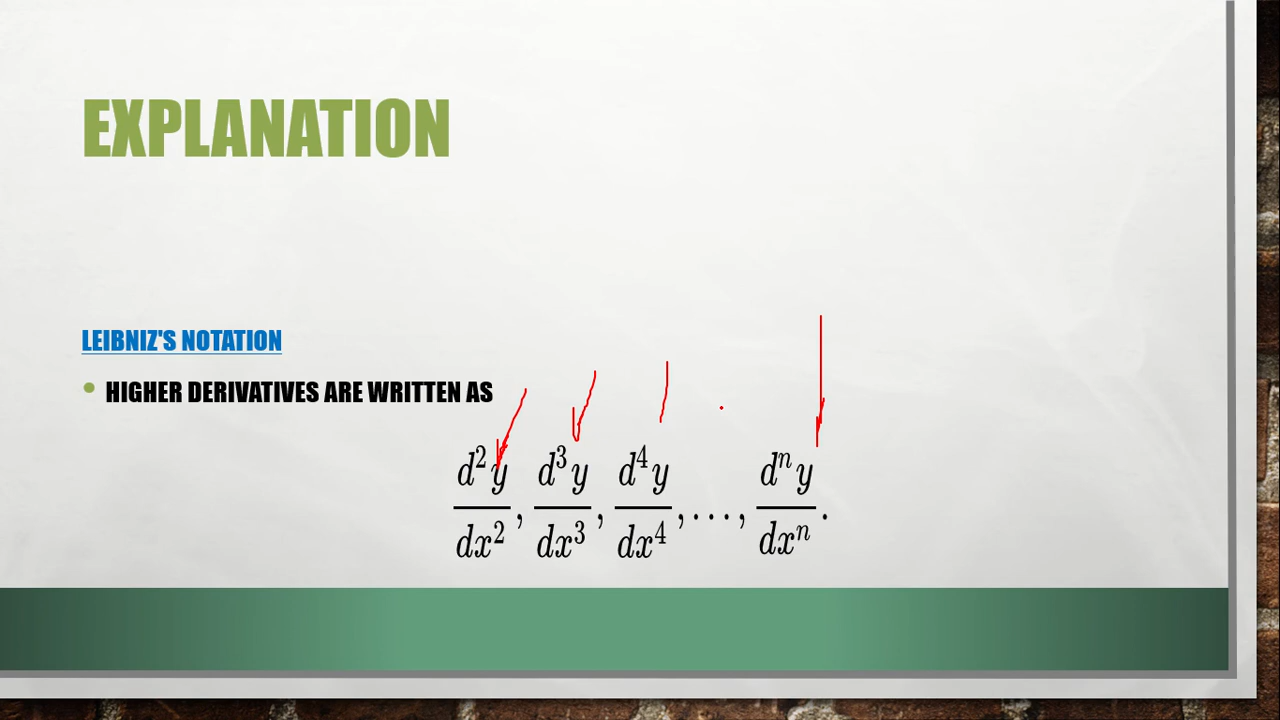 EXPLANATION
LEIBNIZ'S NOTATION
• HIGHER DERIVATIVES ARE WRITTEN AS
d²y/dx², d³y/dx³, d⁴y/dx⁴, . . . , dⁿy/dxⁿ.